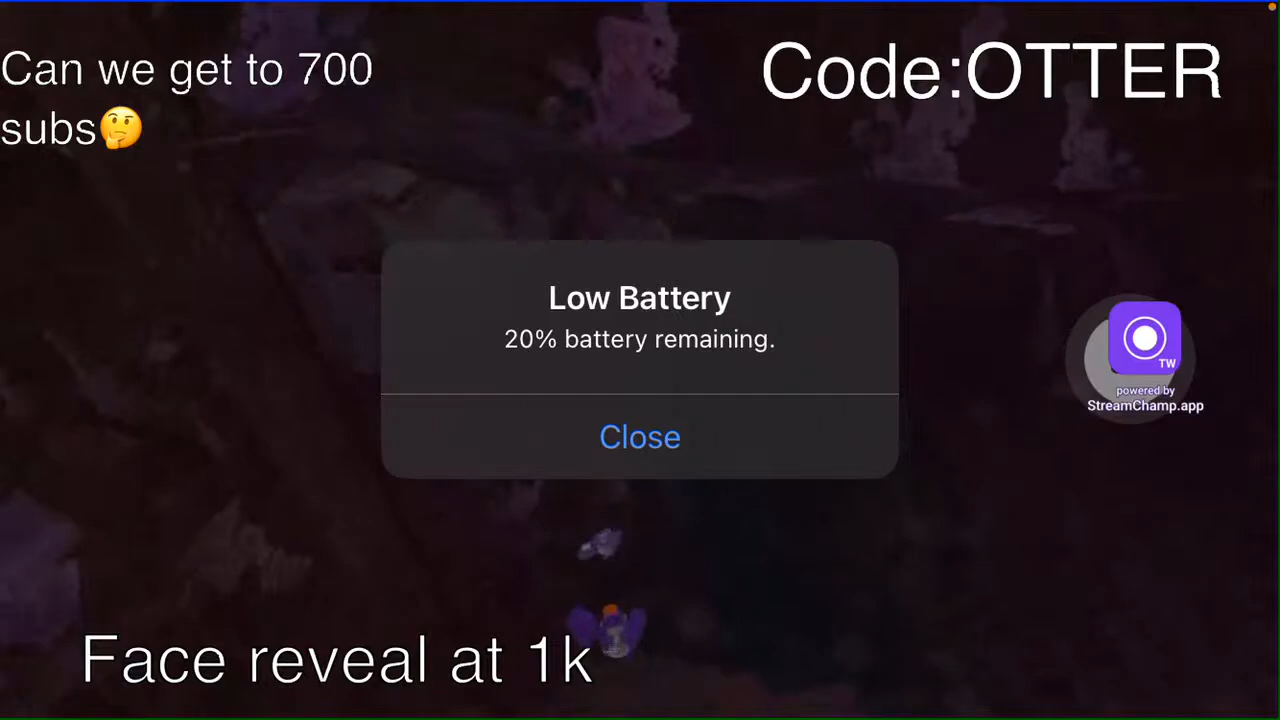 Can we get to 700
subs🤔
Code:OTTER
Low Battery
20% battery remaining.
Close
TW
powered by
StreamChamp.app
Face reveal at 1k